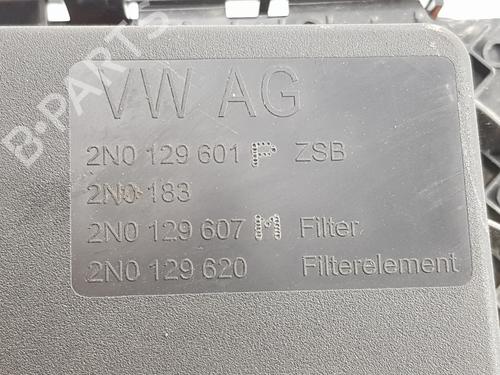 VW AG
2N0 129 601 P ZSB
2N0 183
2N0 129 607 M Filter
2N0 129 620 Filterelement
B-PARTS